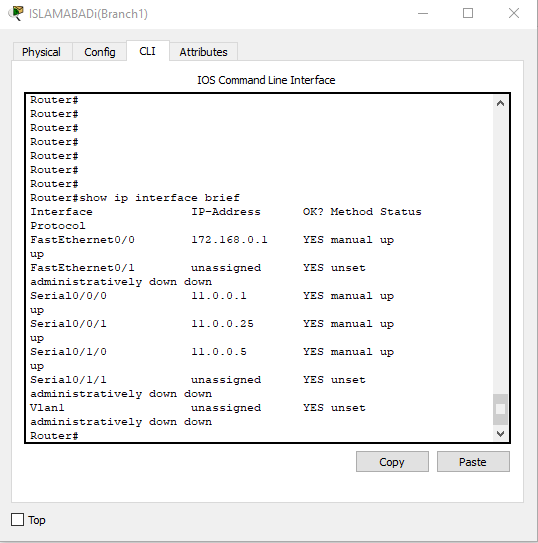 ISLAMABADi(Branch1)
Physical Config CLI Attributes
IOS Command Line Interface
Router#
Router#
Router#
Router#
Router#
Router#
Router#
Router#show ip interface brief
Interface IP-Address OK? Method Status
Protocol
FastEthernet0/0 172.168.0.1 YES manual up
up
FastEthernet0/1 unassigned YES unset
administratively down down
Serial0/0/0 11.0.0.1 YES manual up
up
Serial0/0/1 11.0.0.25 YES manual up
up
Serial0/1/0 11.0.0.5 YES manual up
up
Serial0/1/1 unassigned YES unset
administratively down down
Vlan1 unassigned YES unset
administratively down down
Router#
Copy Paste
Top